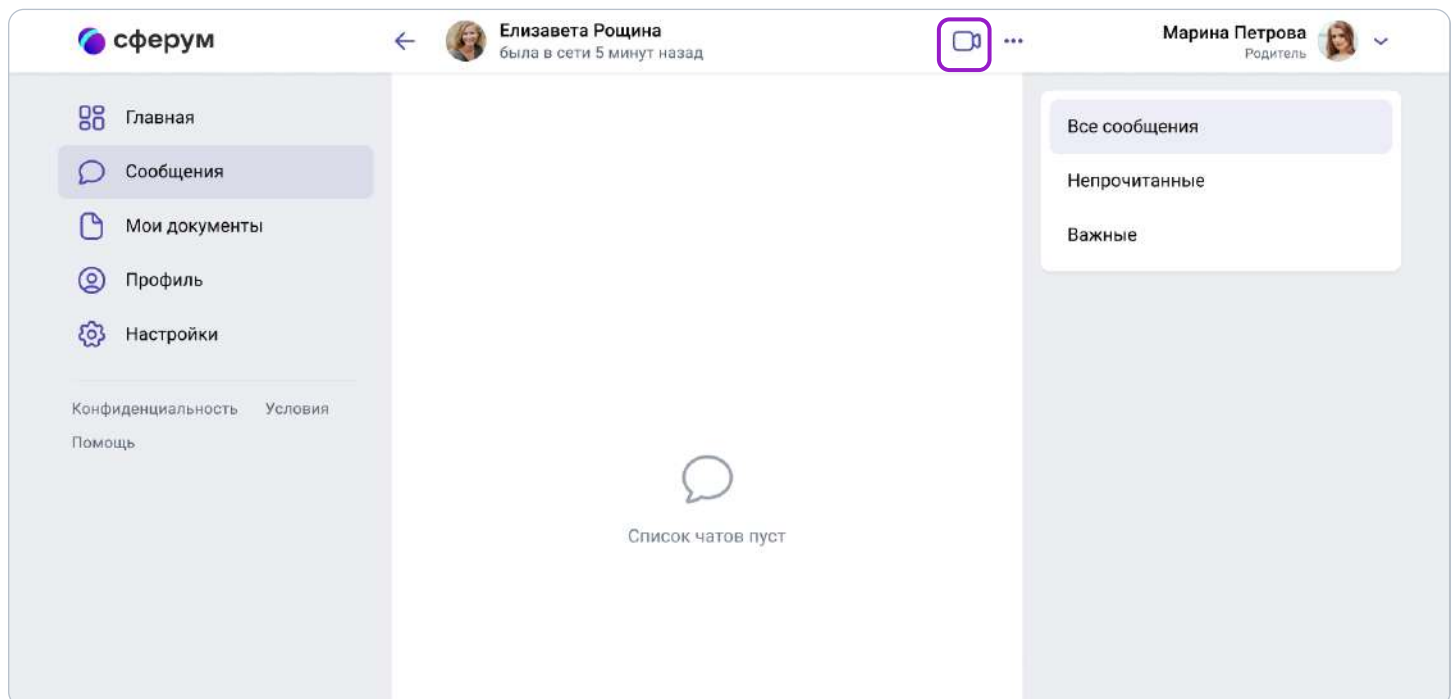 сферум
Елизавета Рощина
была в сети 5 минут назад
Марина Петрова
Родитель
Главная
Сообщения
Мои документы
Профиль
Настройки
Конфиденциальность Условия
Помощь
Список чатов пуст
Все сообщения
Непрочитанные
Важные